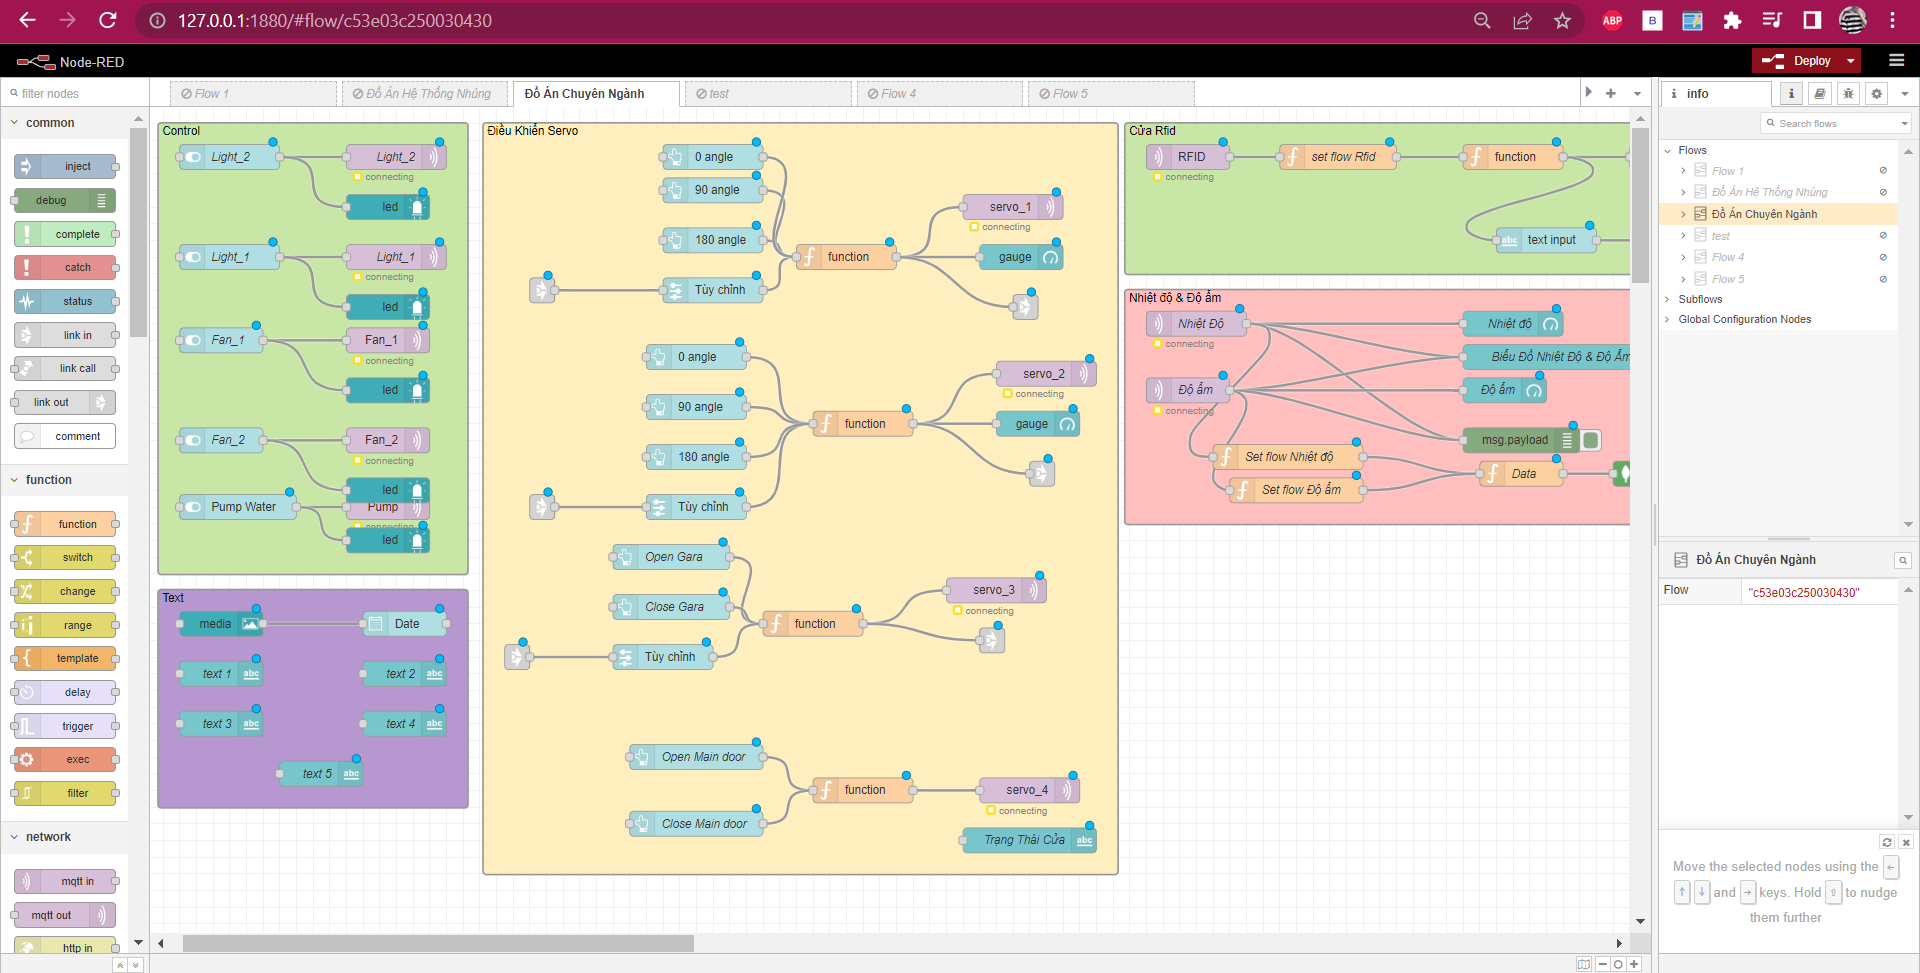 127.0.0.1:1880/#flow/c53e03c250030430
ABP
B
Node-RED
Deploy
filter nodes
Flow 1
Đồ Án Hệ Thống Nhúng
Đồ Án Chuyên Ngành
test
Flow 4
Flow 5
info
Search flows
common
inject
debug
complete
catch
status
link in
link call
link out
comment
function
function
switch
change
range
template
delay
trigger
exec
filter
network
mqtt in
mqtt out
http in
Control
Light_2
Light_2
connecting
led
Light_1
Light_1
connecting
led
Fan_1
Fan_1
connecting
led
Fan_2
Fan_2
connecting
led
Pump Water
Pump
connecting
led
Text
media
Date
text 1
abc
text 2
abc
text 3
abc
text 4
abc
text 5
abc
Điều Khiển Servo
0 angle
90 angle
180 angle
Tùy chỉnh
function
servo_1
connecting
gauge
0 angle
90 angle
180 angle
Tùy chỉnh
function
servo_2
connecting
gauge
Open Gara
Close Gara
Tùy chỉnh
function
servo_3
connecting
Open Main door
Close Main door
function
servo_4
connecting
Trạng Thái Cửa
abc
Cửa Rfid
RFID
connecting
set flow Rfid
function
abc
text input
Nhiệt độ & Độ ẩm
Nhiệt Độ
connecting
Nhiệt độ
Biểu Đồ Nhiệt Độ & Độ Ẩm
Độ ẩm
connecting
Độ ẩm
msg.payload
Set flow Nhiệt độ
Set flow Độ ẩm
Data
Flows
Flow 1
Đồ Án Hệ Thống Nhúng
Đồ Án Chuyên Ngành
test
Flow 4
Flow 5
Subflows
Global Configuration Nodes
Đồ Án Chuyên Ngành
Flow
"c53e03c250030430"
Move the selected nodes using the ←
↑ ↓ and → keys. Hold ⇧ to nudge
them further